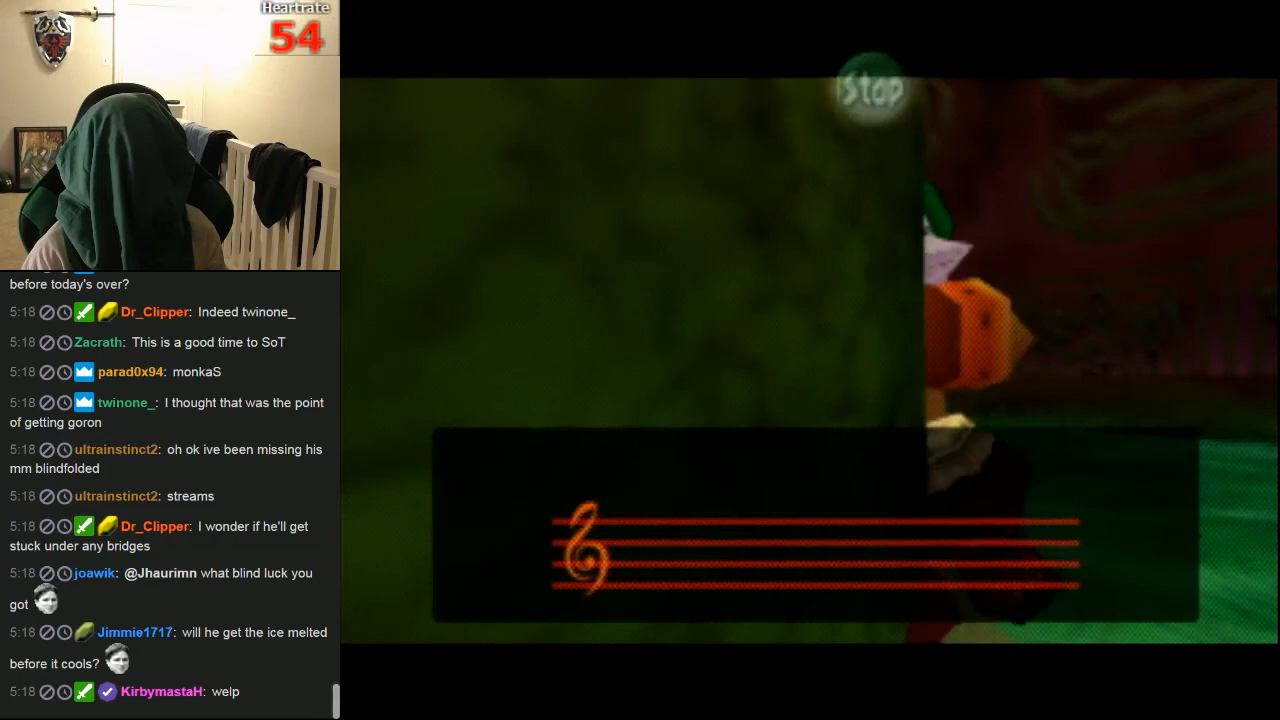 Heartrate
54
Stop
before today's over?
5:18 Dr_Clipper: Indeed twinone_
5:18 Zacrath: This is a good time to SoT
5:18 parad0x94: monkaS
5:18 twinone_: I thought that was the point
of getting goron
5:18 ultrainstinct2: oh ok ive been missing his
mm blindfolded
5:18 ultrainstinct2: streams
5:18 Dr_Clipper: I wonder if he'll get
stuck under any bridges
5:18 joawik: @Jhaurimn what blind luck you
got
5:18 Jimmie1717: will he get the ice melted
before it cools?
5:18 KirbymastaH: welp